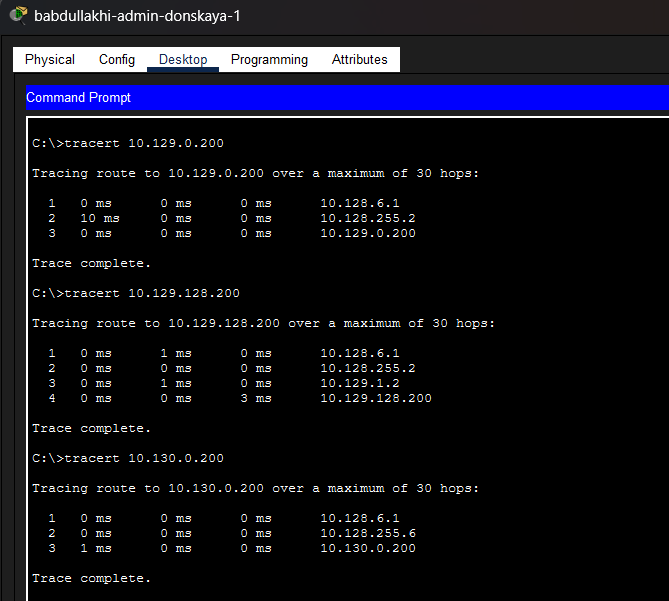 babdullakhi-admin-donskaya-1
Physical Config Desktop Programming Attributes
Command Prompt
C:\>tracert 10.129.0.200
Tracing route to 10.129.0.200 over a maximum of 30 hops:
1 0 ms 0 ms 0 ms 10.128.6.1
2 10 ms 0 ms 0 ms 10.128.255.2
3 0 ms 0 ms 0 ms 10.129.0.200
Trace complete.
C:\>tracert 10.129.128.200
Tracing route to 10.129.128.200 over a maximum of 30 hops:
1 0 ms 1 ms 0 ms 10.128.6.1
2 0 ms 0 ms 0 ms 10.128.255.2
3 0 ms 1 ms 0 ms 10.129.1.2
4 0 ms 0 ms 3 ms 10.129.128.200
Trace complete.
C:\>tracert 10.130.0.200
Tracing route to 10.130.0.200 over a maximum of 30 hops:
1 0 ms 0 ms 0 ms 10.128.6.1
2 0 ms 0 ms 0 ms 10.128.255.6
3 1 ms 0 ms 0 ms 10.130.0.200
Trace complete.